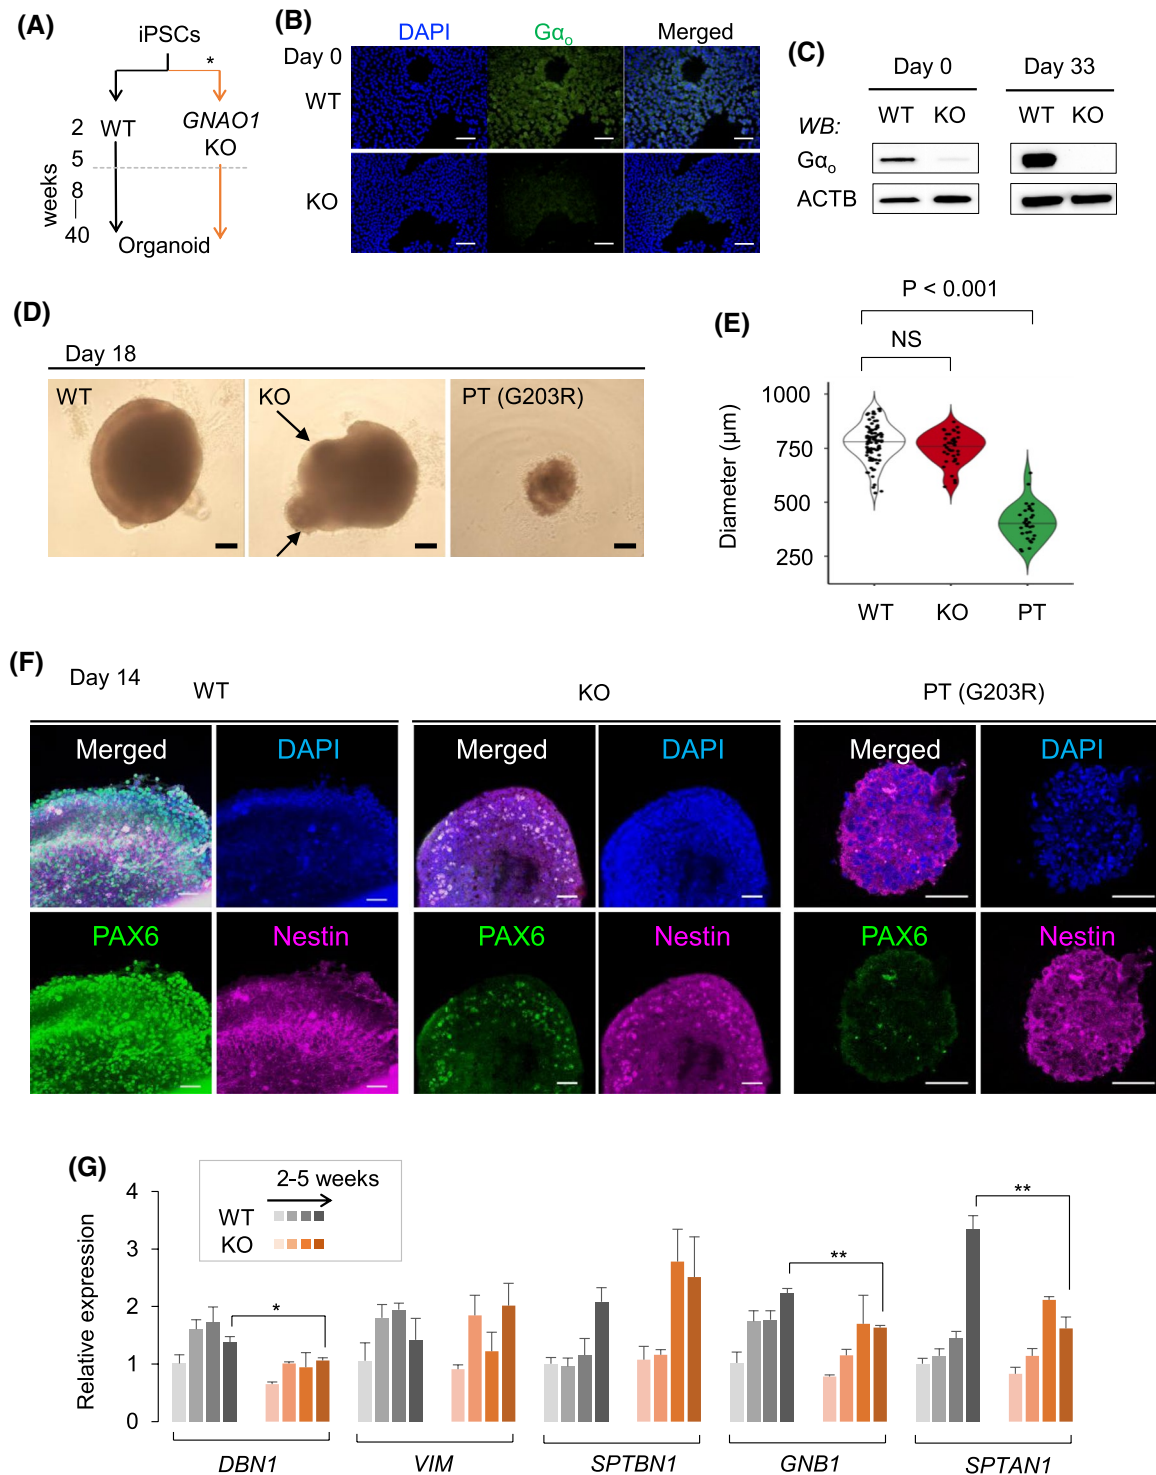 (A)
iPSCs
*
WT
GNAO1
KO
weeks
2
5
8
40
Organoid
(B)
DAPI Gαo Merged
Day 0
WT
KO
(C)
Day 0 Day 33
WB: WT KO WT KO
Gαo
ACTB
(D)
Day 18
WT KO PT (G203R)
(E)
P < 0.001
NS
Diameter (µm)
1000
750
500
250
WT KO PT
(F)
Day 14
WT KO PT (G203R)
Merged DAPI Merged DAPI Merged DAPI
PAX6 Nestin PAX6 Nestin PAX6 Nestin
(G)
2-5 weeks
WT
KO
Relative expression
4
3
2
1
0
* ** **
DBN1 VIM SPTBN1 GNB1 SPTAN1